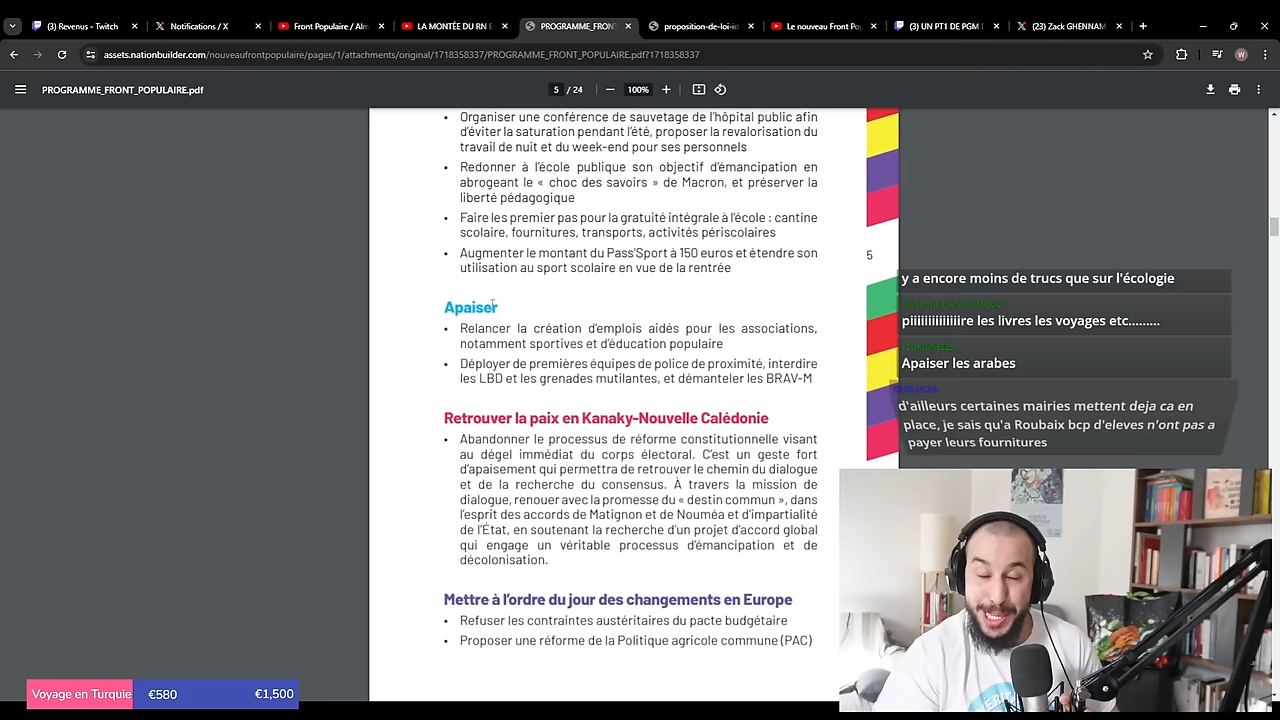 (3) Revenus - Twitch
Notifications / X
Front Populaire / Alm
LA MONTÉE DU RN E
PROGRAMME_FRONT
proposition-de-loi-id
Le nouveau Front Po
(3) UN PT1 DE PGM D
(23) Zack GHENNAM
assets.nationbuilder.com/nouveaufrontpopulaire/pages/1/attachments/original/1718358337/PROGRAMME_FRONT_POPULAIRE.pdf?1718358337
W
PROGRAMME_FRONT_POPULAIRE.pdf
5 / 24
100%
• Organiser une conférence de sauvetage de l'hôpital public afin
d'éviter la saturation pendant l'été, proposer la revalorisation du
travail de nuit et du week-end pour ses personnels
• Redonner à l'école publique son objectif d'émancipation en
abrogeant le « choc des savoirs » de Macron, et préserver la
liberté pédagogique
• Faire les premier pas pour la gratuité intégrale à l'école : cantine
scolaire, fournitures, transports, activités périscolaires
• Augmenter le montant du Pass'Sport à 150 euros et étendre son
utilisation au sport scolaire en vue de la rentrée
5
Apaiser
• Relancer la création d'emplois aidés pour les associations,
notamment sportives et d'éducation populaire
• Déployer de premières équipes de police de proximité, interdire
les LBD et les grenades mutilantes, et démanteler les BRAV-M
Retrouver la paix en Kanaky-Nouvelle Calédonie
• Abandonner le processus de réforme constitutionnelle visant
au dégel immédiat du corps électoral. C'est un geste fort
d'apaisement qui permettra de retrouver le chemin du dialogue
et de la recherche du consensus. À travers la mission de
dialogue, renouer avec la promesse du « destin commun », dans
l'esprit des accords de Matignon et de Nouméa et d'impartialité
de l'État, en soutenant la recherche d'un projet d'accord global
qui engage un véritable processus d'émancipation et de
décolonisation.
Mettre à l'ordre du jour des changements en Europe
• Refuser les contraintes austéritaires du pacte budgétaire
• Proposer une réforme de la Politique agricole commune (PAC)
y a encore moins de trucs que sur l'écologie
piiiiiiiiiiiiire les livres les voyages etc.........
Apaiser les arabes
d'ailleurs certaines mairies mettent deja ca en
place, je sais qu'a Roubaix bcp d'eleves n'ont pas a
payer leurs fournitures
Voyage en Turquie
€580
€1,500